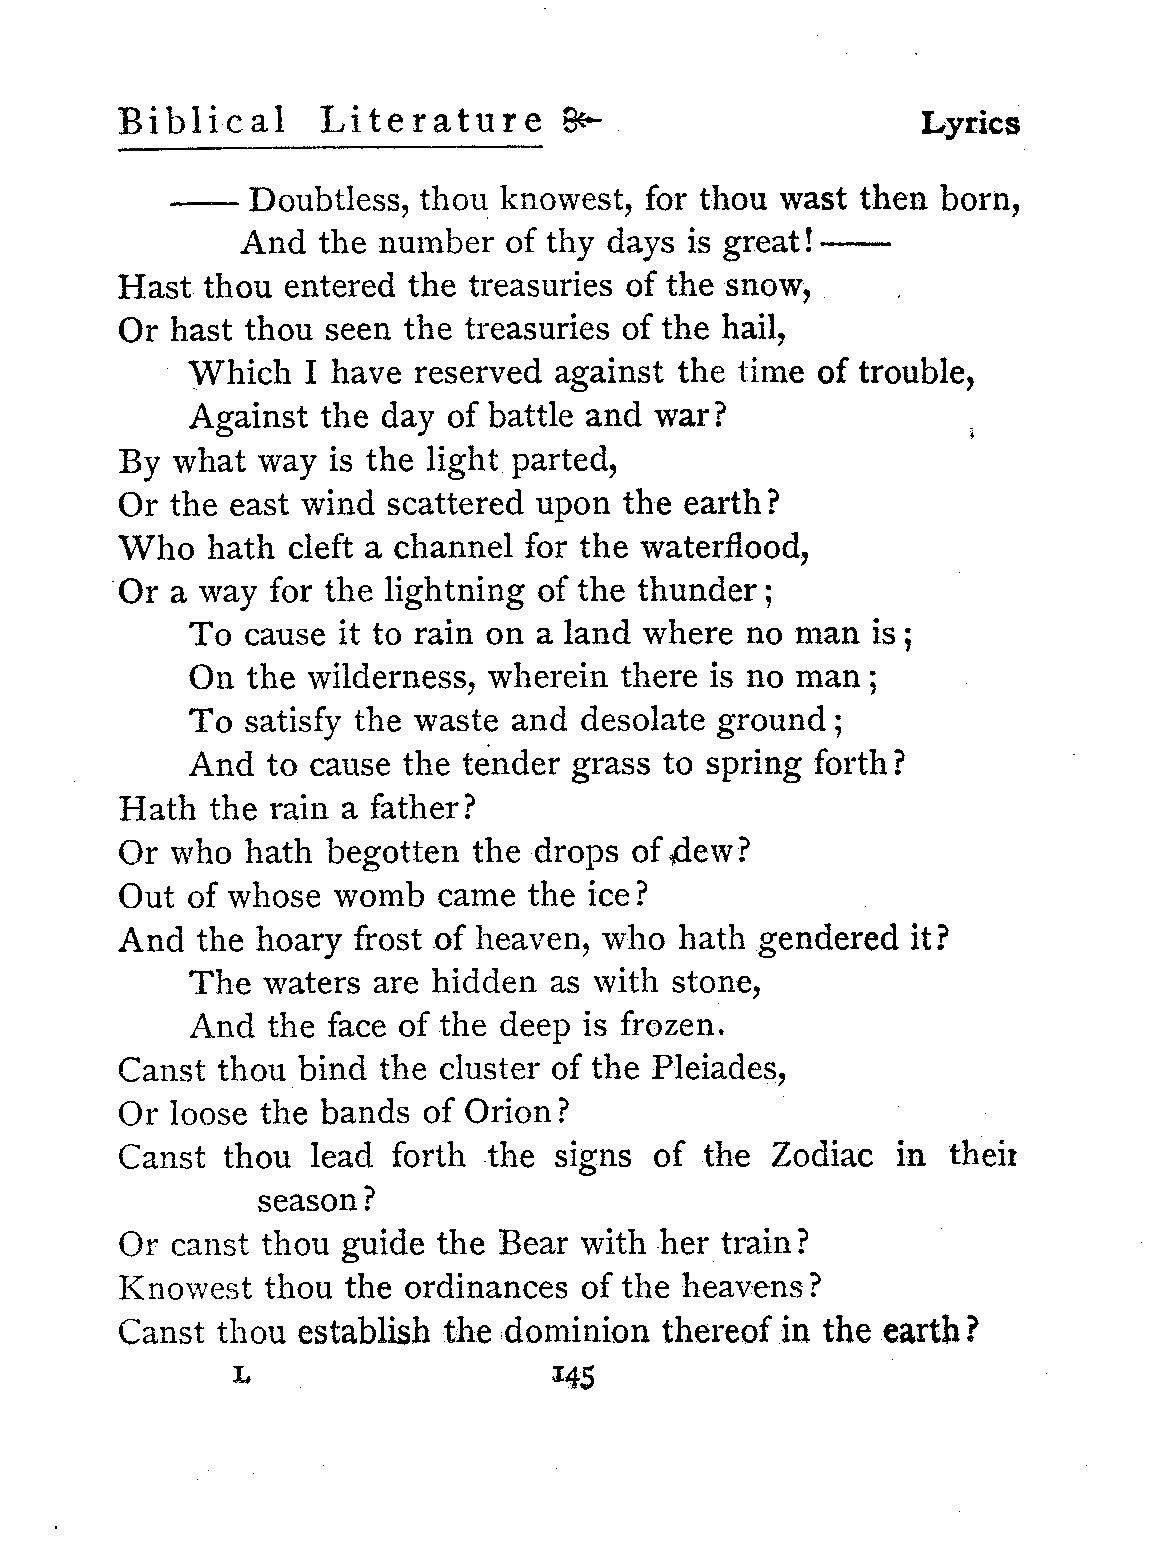 Biblical Literature Lyrics
—— Doubtless, thou knowest, for thou wast then born,
And the number of thy days is great! ——
Hast thou entered the treasuries of the snow,
Or hast thou seen the treasuries of the hail,
Which I have reserved against the time of trouble,
Against the day of battle and war?
By what way is the light parted,
Or the east wind scattered upon the earth?
Who hath cleft a channel for the waterflood,
Or a way for the lightning of the thunder;
To cause it to rain on a land where no man is;
On the wilderness, wherein there is no man;
To satisfy the waste and desolate ground;
And to cause the tender grass to spring forth?
Hath the rain a father?
Or who hath begotten the drops of dew?
Out of whose womb came the ice?
And the hoary frost of heaven, who hath gendered it?
The waters are hidden as with stone,
And the face of the deep is frozen.
Canst thou bind the cluster of the Pleiades,
Or loose the bands of Orion?
Canst thou lead forth the signs of the Zodiac in their
season?
Or canst thou guide the Bear with her train?
Knowest thou the ordinances of the heavens?
Canst thou establish the dominion thereof in the earth?
L 145